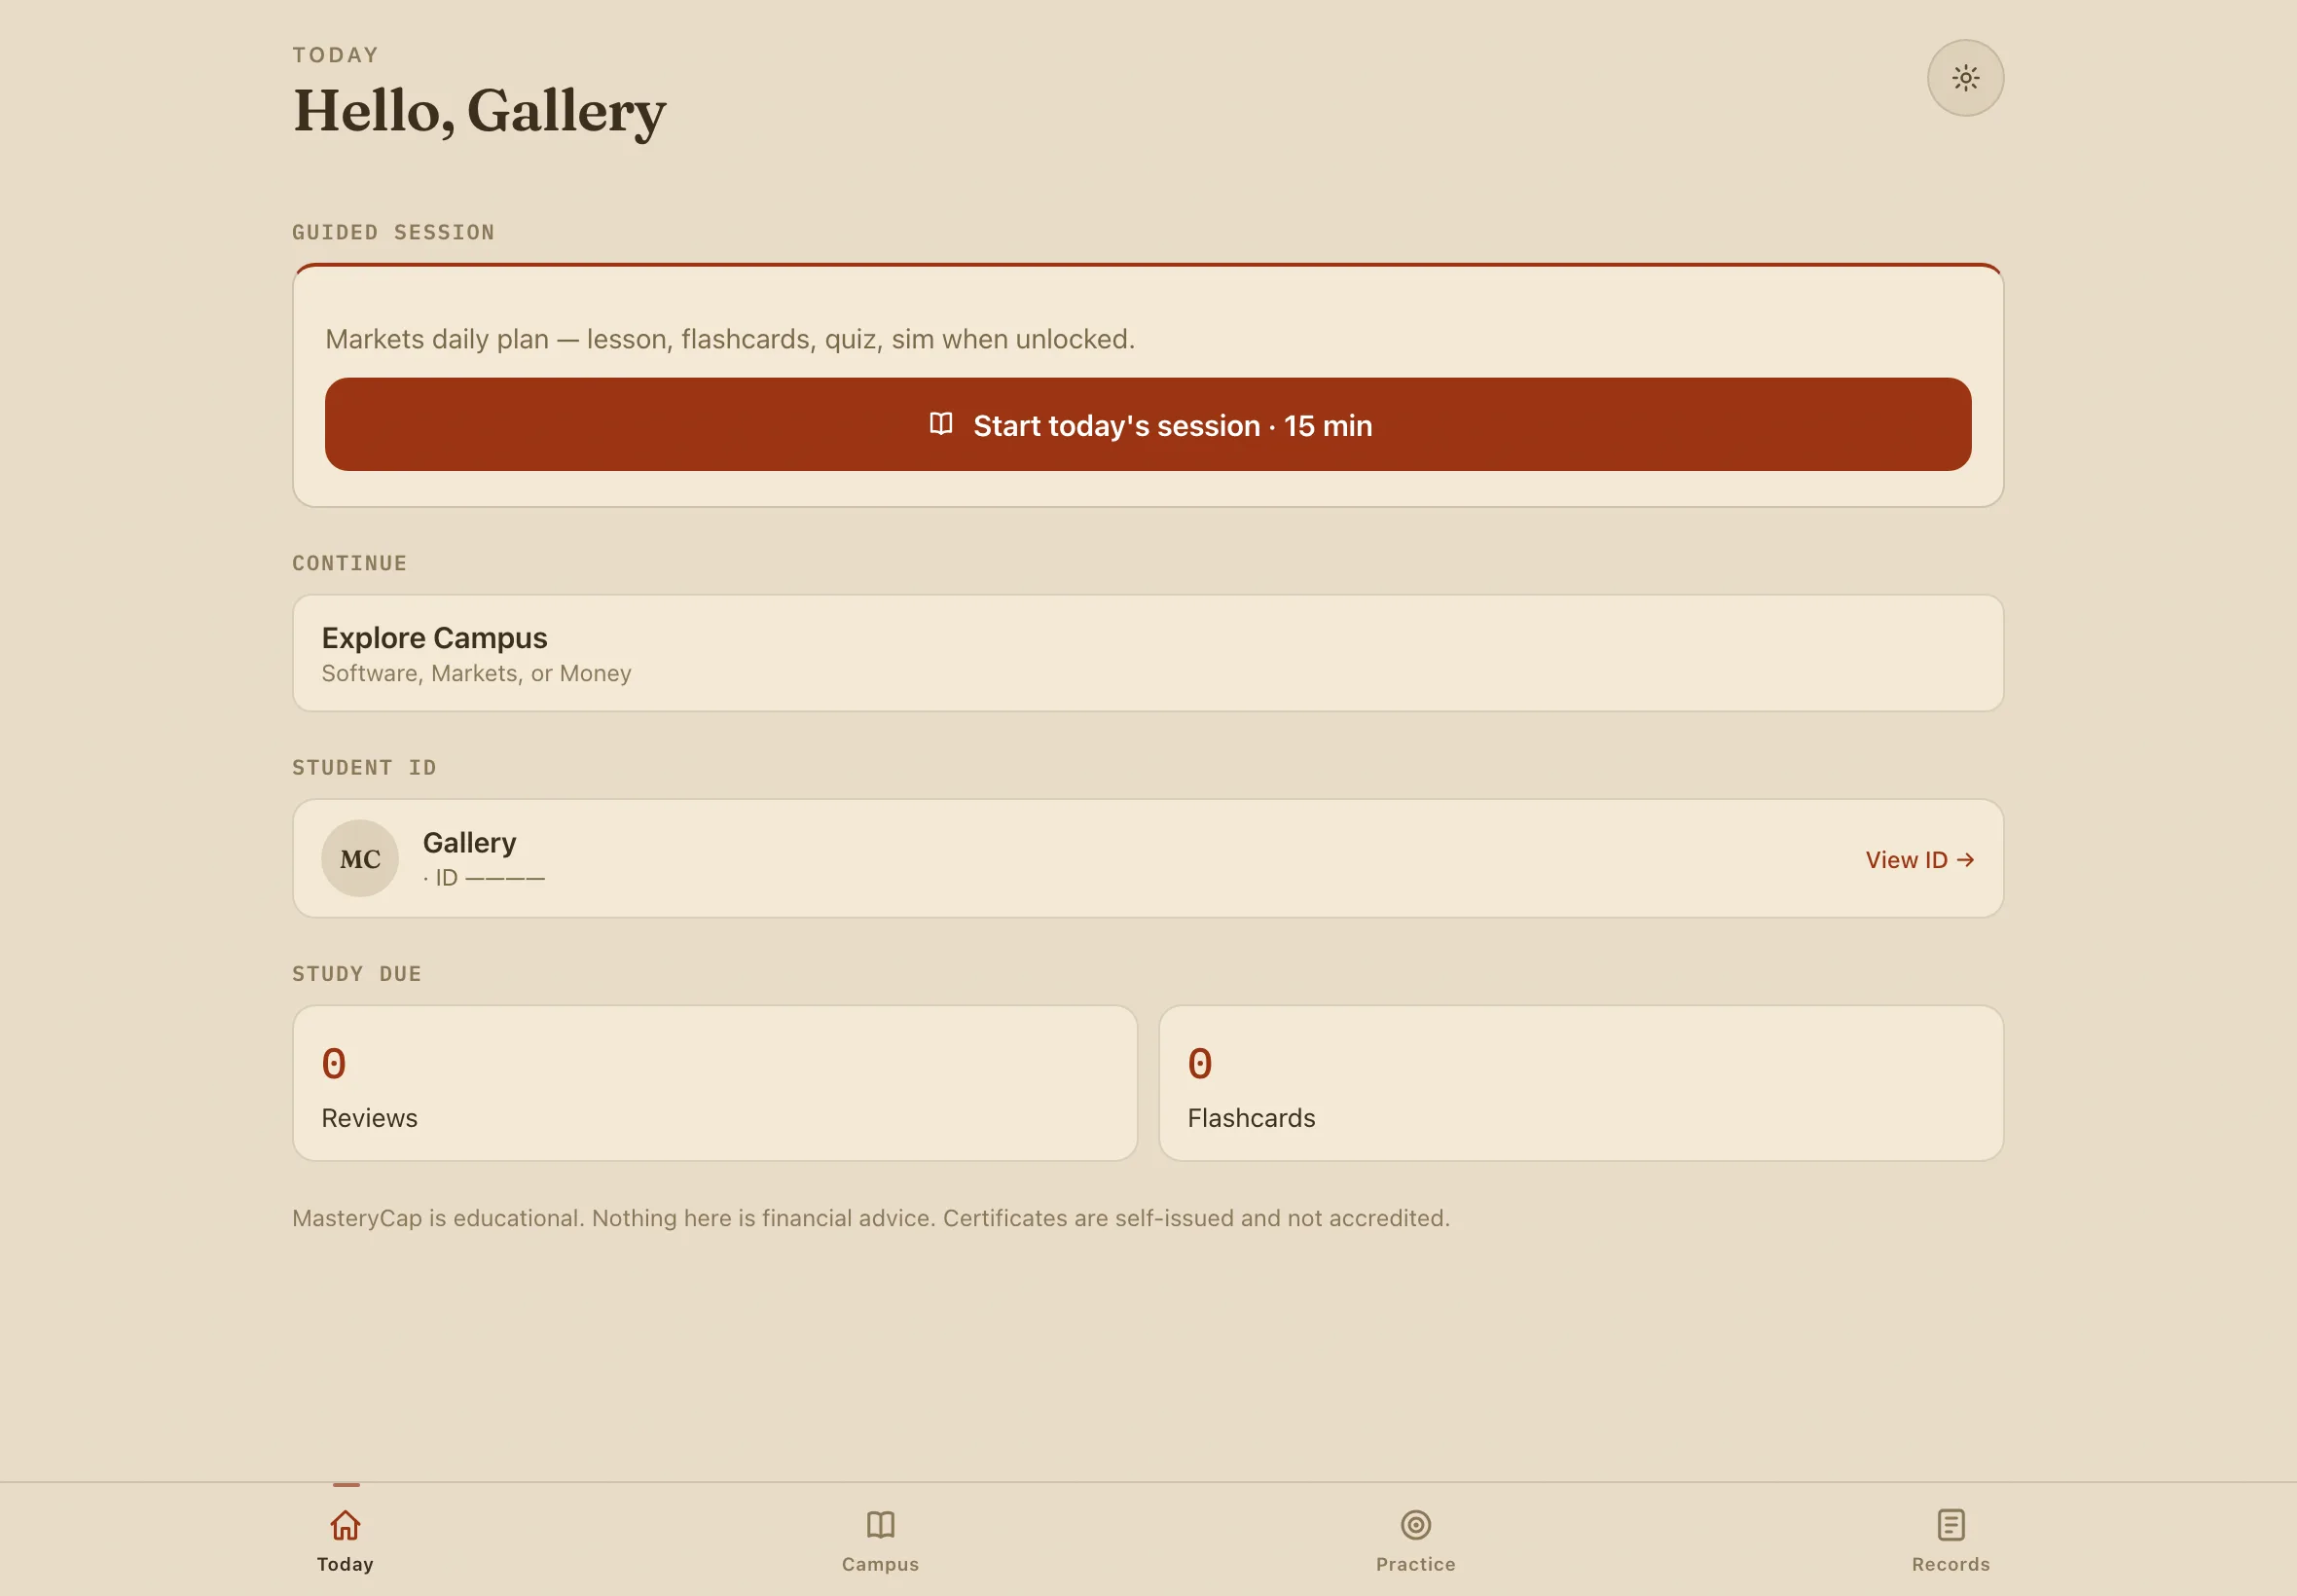 TODAY
Hello, Gallery
GUIDED SESSION
Markets daily plan — lesson, flashcards, quiz, sim when unlocked.
Start today's session · 15 min
CONTINUE
Explore Campus
Software, Markets, or Money
STUDENT ID
MC
Gallery
· ID ————
View ID →
STUDY DUE
0
Reviews
0
Flashcards
MasteryCap is educational. Nothing here is financial advice. Certificates are self-issued and not accredited.
Today
Campus
Practice
Records